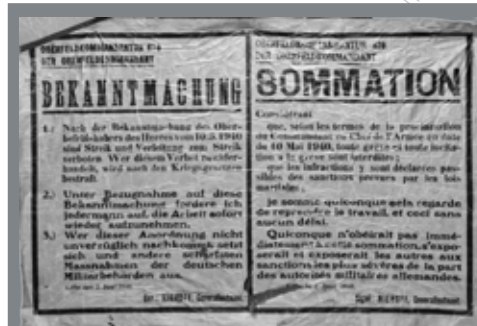 OBERFELDKOMMANDANTUR 670
DER OBERFELDKOMMANDANT
BEKANNTMACHUNG
1.) Nach der Bekanntmachung des Ober-
befehlshabers des Heeres vom 10.5.1940
sind Streik und Verleitung zum Streik
verboten. Wer diesem Verbot zuwider-
handelt, wird nach den Kriegsgesetzen
bestraft.
2.) Unter Bezugnahme auf diese
Bekanntmachung fordere ich
jedermann auf, die Arbeit sofort
wieder aufzunehmen.
3.) Wer dieser Anordnung nicht
unverzüglich nachkommt, setzt
sich und andere schärfsten
Massnahmen der deutschen
Militärbehörden aus.
OBERFELDKOMMANDANTUR 670
DER OBERFELDKOMMANDANT
SOMMATION
Considérant
que, selon les termes de la proclamation
du Commandant en Chef de l'Armée en date
du 10 Mai 1940, toute grève et toute incita-
tion à la grève sont interdites;
que les infractions y sont déclarées pas-
sibles des sanctions prévues par les lois
martiales;
je somme quiconque cela regarde
de reprendre le travail, et ceci sans
aucun délai.
Quiconque n'obéirait pas immé-
diatement à cette sommation, s'expo-
serait et exposerait les autres aux
sanctions les plus sévères de la part
des autorités militaires allemandes.